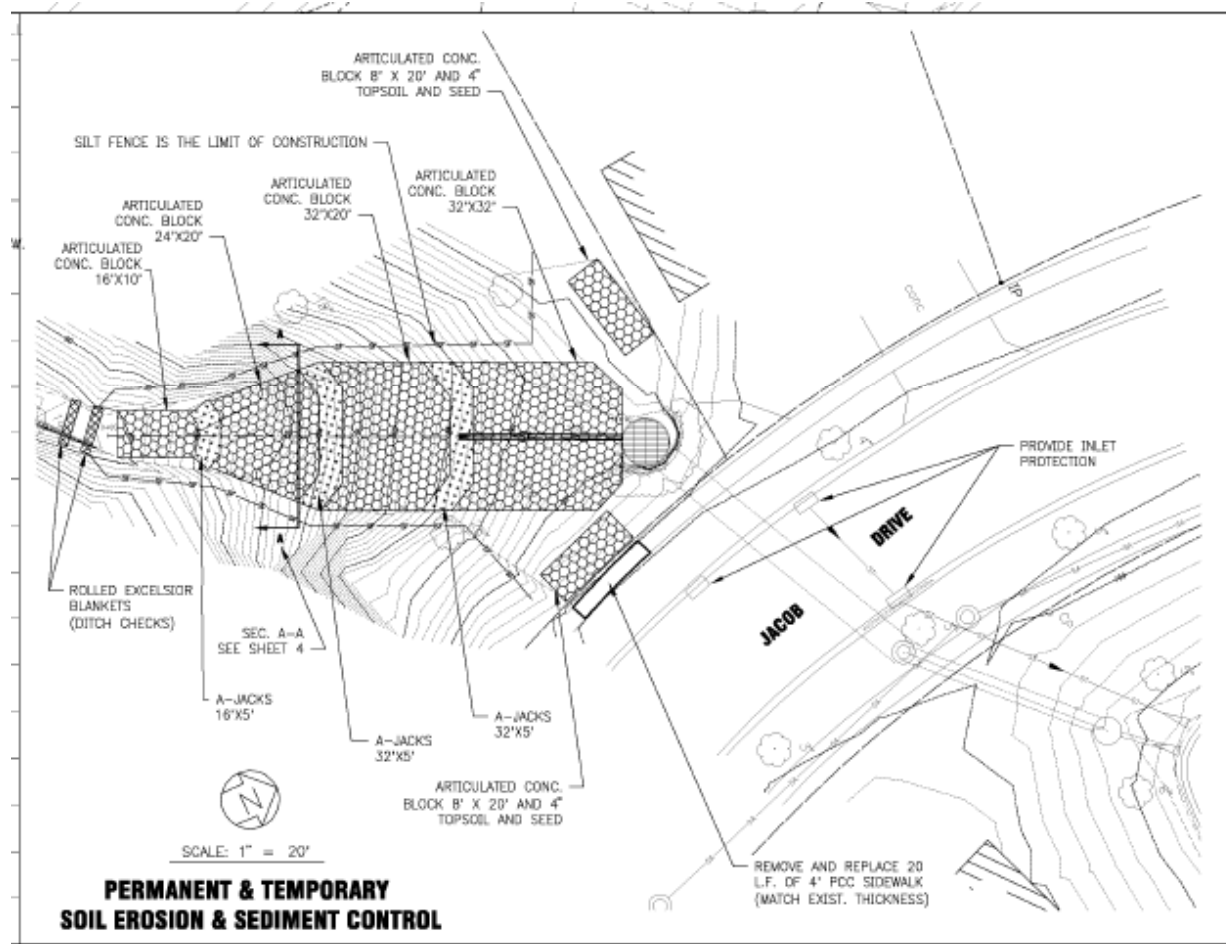 ARTICULATED CONC.
BLOCK 8' X 20' AND 4"
TOPSOIL AND SEED
SILT FENCE IS THE LIMIT OF CONSTRUCTION
ARTICULATED
CONC. BLOCK
32'X32'
ARTICULATED
CONC. BLOCK
32'X20'
ARTICULATED
CONC. BLOCK
24'X20'
ARTICULATED
CONC. BLOCK
16'X10'
CONC
A
A
PROVIDE INLET
PROTECTION
DRIVE
JACOB
ROLLED EXCELSIOR
BLANKETS
(DITCH CHECKS)
SEC. A-A
SEE SHEET 4
A-JACKS
16'X5'
A-JACKS
32'X5'
A-JACKS
32'X5'
ARTICULATED CONC.
BLOCK 8' X 20' AND 4"
TOPSOIL AND SEED
REMOVE AND REPLACE 20
L.F. OF 4' PCC SIDEWALK
(MATCH EXIST. THICKNESS)
N
SCALE: 1" = 20'
PERMANENT & TEMPORARY
SOIL EROSION & SEDIMENT CONTROL